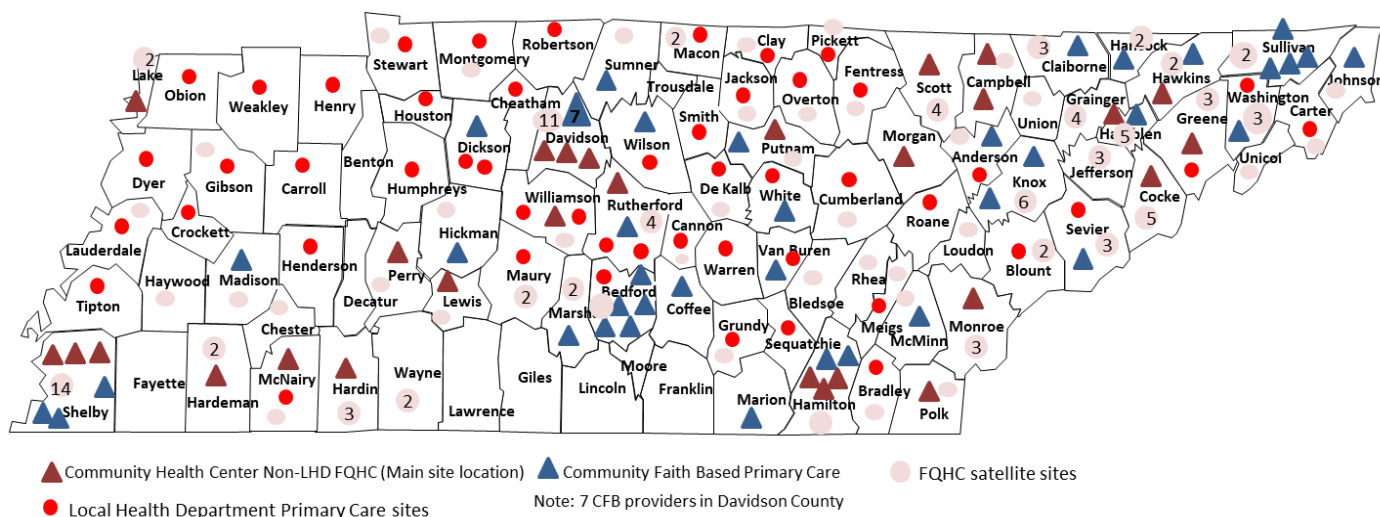 Robertson
Macon
2
Clay
Pickett
Stewart
Montgomery
Sumner
Lake
2
Obion
Weakley
Henry
Houston
Cheatham
Trousdale
Jackson
Overton
Fentress
Scott
4
Campbell
3
Claiborne
2
Hancock
2
Hawkins
2
Sullivan
Johnson
Union
Grainger
4
Hamblen
5
3
Greene
Washington
3
Carter
Unicoi
Dickson
11
7
Davidson
Wilson
Smith
Putnam
Morgan
Anderson
Knox
6
3
Jefferson
Cocke
5
Dyer
Gibson
Carroll
Benton
Humphreys
Williamson
Rutherford
4
Cannon
De Kalb
White
Cumberland
Roane
Loudon
Blount
2
Sevier
3
Lauderdale
Crockett
Haywood
Madison
Henderson
Decatur
Perry
Hickman
Lewis
Maury
2
2
Marsh
Bedford
Coffee
Warren
Van Buren
Bledsoe
Rhea
Meigs
McMinn
Monroe
3
Tipton
Chester
Grundy
Sequatchie
14
Shelby
Fayette
2
Hardeman
McNairy
Hardin
3
Wayne
2
Lawrence
Giles
Lincoln
Moore
Franklin
Marion
Hamilton
Bradley
Polk
Community Health Center Non-LHD FQHC (Main site location)
Community Faith Based Primary Care
FQHC satellite sites
Local Health Department Primary Care sites
Note: 7 CFB providers in Davidson County